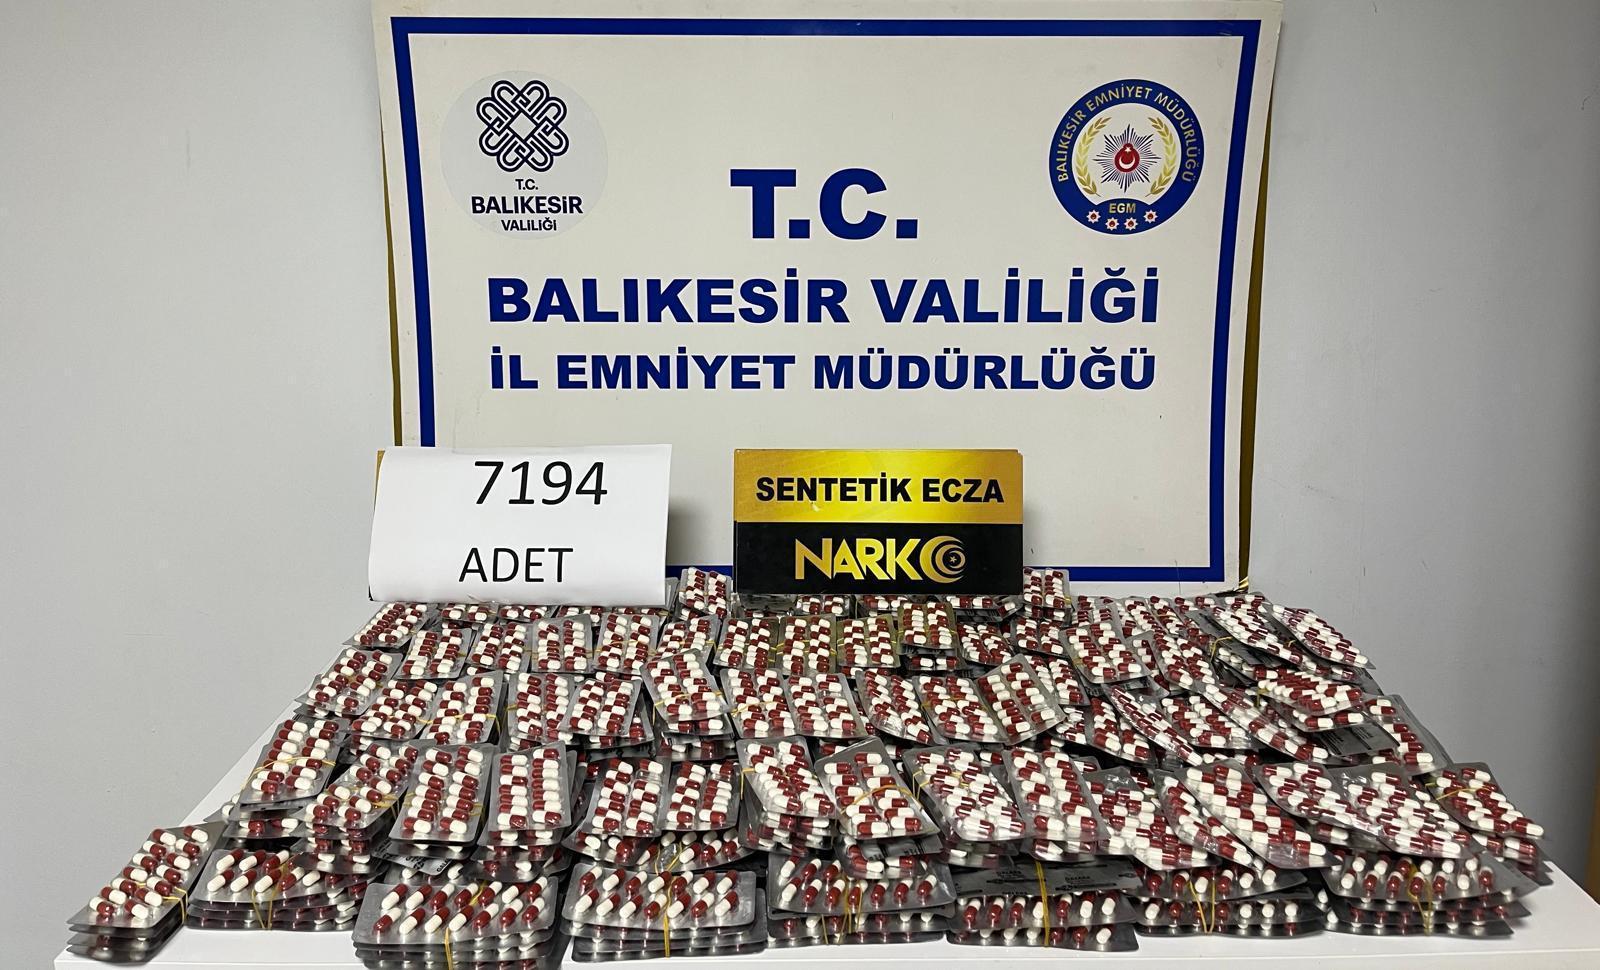 T.C.
BALIKESİR
VALİLİĞİ
BALIKESİR EMNİYET MÜDÜRLÜĞÜ
EGM
T.C.
BALIKESİR VALİLİĞİ
İL EMNİYET MÜDÜRLÜĞÜ
7194
ADET
SENTETİK ECZA
NARKO